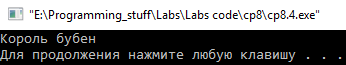 "E:\Programming_stuff\Labs\Labs code\cp8\cp8.4.exe"
Король бубен
Для продолжения нажмите любую клавишу . . .